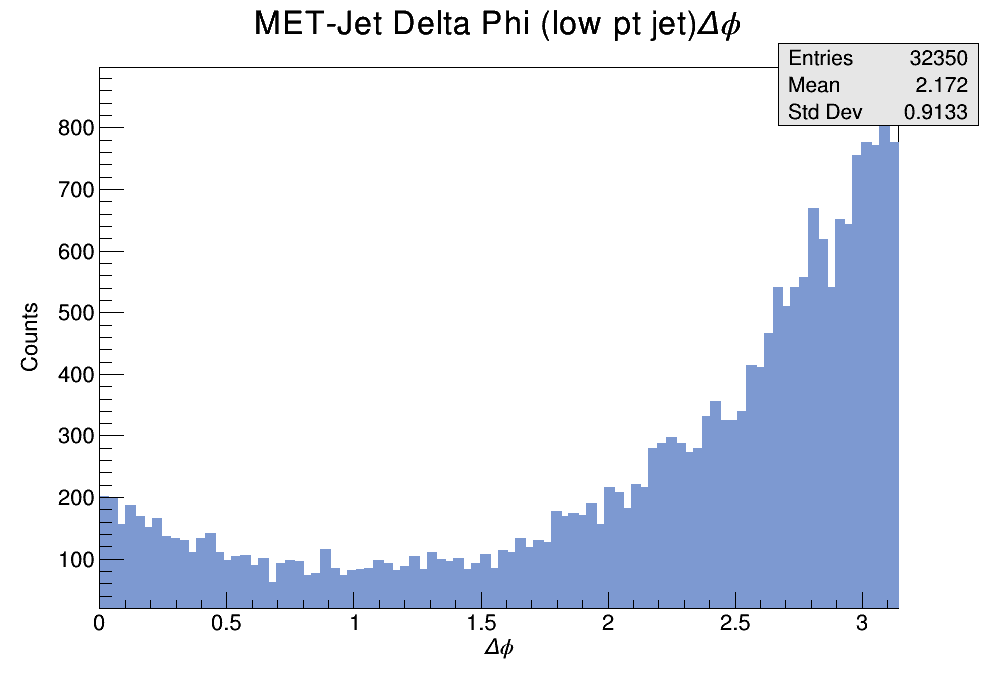 MET-Jet Delta Phi (low pt jet)Δϕ
Entries 32350
Mean 2.172
Std Dev 0.9133
800
700
600
500
400
300
200
100
Counts
0 0.5 1 1.5 2 2.5 3
Δϕ